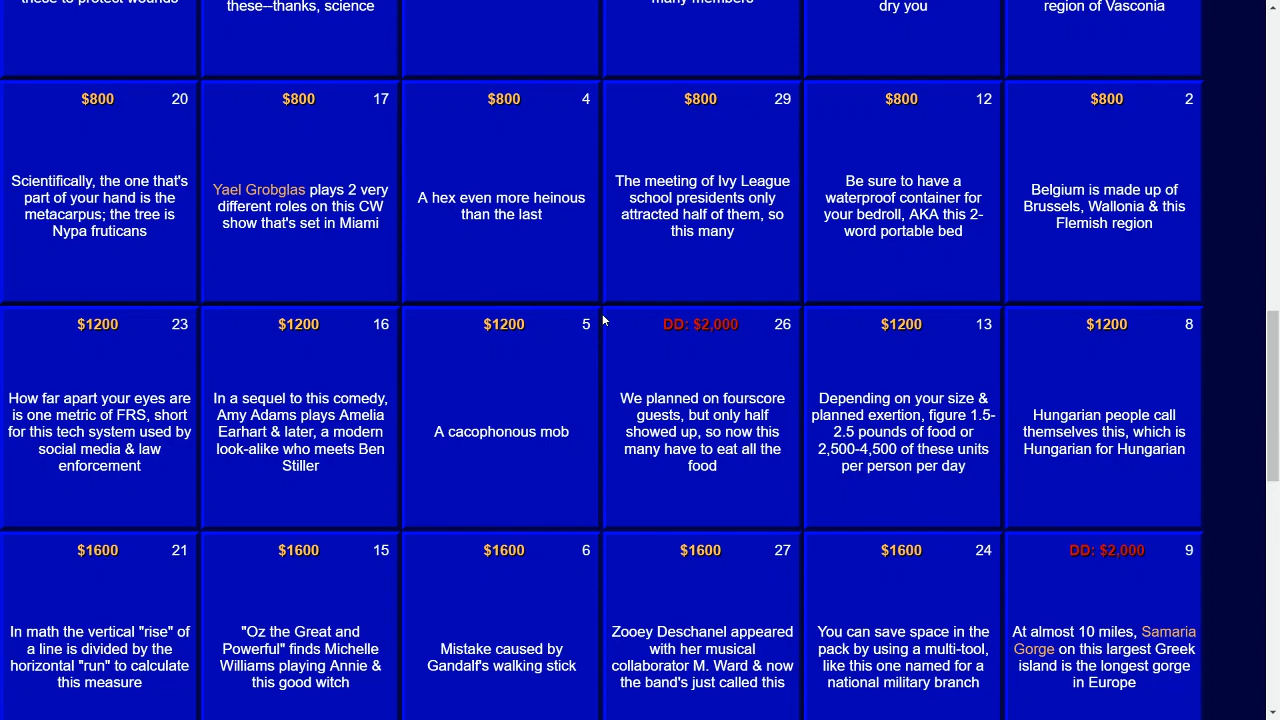 these to protect wounds
these--thanks, science
many members
dry you
region of Vasconia
$800 20
Scientifically, the one that's
part of your hand is the
metacarpus; the tree is
Nypa fruticans
$800 17
Yael Grobglas plays 2 very
different roles on this CW
show that's set in Miami
$800 4
A hex even more heinous
than the last
$800 29
The meeting of Ivy League
school presidents only
attracted half of them, so
this many
$800 12
Be sure to have a
waterproof container for
your bedroll, AKA this 2-
word portable bed
$800 2
Belgium is made up of
Brussels, Wallonia & this
Flemish region
$1200 23
How far apart your eyes are
is one metric of FRS, short
for this tech system used by
social media & law
enforcement
$1200 16
In a sequel to this comedy,
Amy Adams plays Amelia
Earhart & later, a modern
look-alike who meets Ben
Stiller
$1200 5
A cacophonous mob
DD: $2,000 26
We planned on fourscore
guests, but only half
showed up, so now this
many have to eat all the
food
$1200 13
Depending on your size &
planned exertion, figure 1.5-
2.5 pounds of food or
2,500-4,500 of these units
per person per day
$1200 8
Hungarian people call
themselves this, which is
Hungarian for Hungarian
$1600 21
In math the vertical "rise" of
a line is divided by the
horizontal "run" to calculate
this measure
$1600 15
"Oz the Great and
Powerful" finds Michelle
Williams playing Annie &
this good witch
$1600 6
Mistake caused by
Gandalf's walking stick
$1600 27
Zooey Deschanel appeared
with her musical
collaborator M. Ward & now
the band's just called this
$1600 24
You can save space in the
pack by using a multi-tool,
like this one named for a
national military branch
DD: $2,000 9
At almost 10 miles, Samaria
Gorge on this largest Greek
island is the longest gorge
in Europe